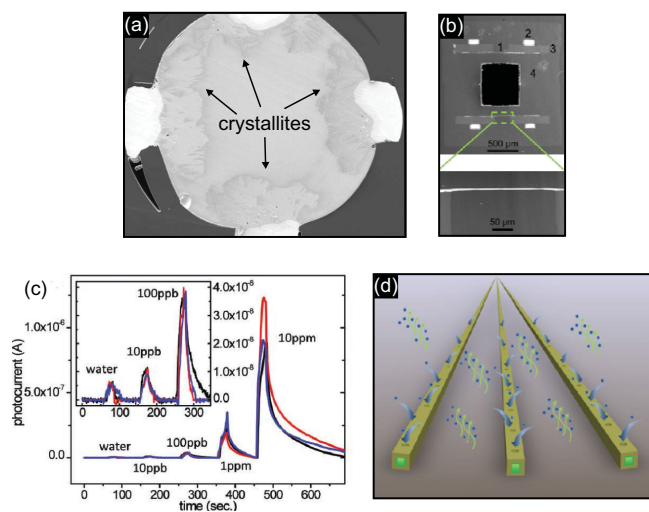 (a)
crystallites
(b)
1
2
3
4
500 µm
50 µm
(c)
photocurrent (A)
1.0x10⁻⁶
5.0x10⁻⁷
0.0
water
10ppb
100ppb
1ppm
10ppm
0 100 200 300 400 500 600
time (sec.)
water
10ppb
100ppb
4.0x10⁻⁸
3.0x10⁻⁸
2.0x10⁻⁸
1.0x10⁻⁸
0.0
0 100 200 300
(d)